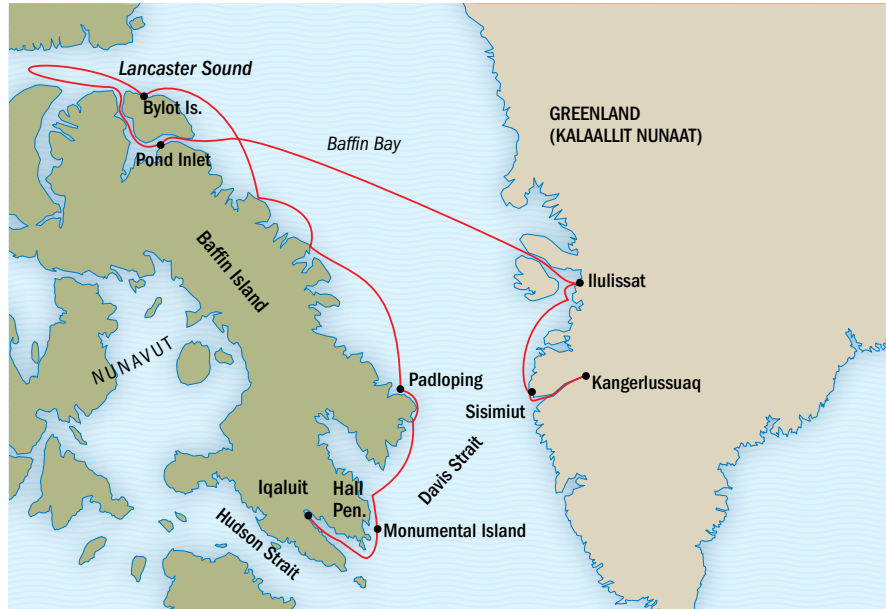 Lancaster Sound
Bylot Is.
GREENLAND
(KALAALLIT NUNAAT)
Baffin Bay
Pond Inlet
Baffin Island
Ilulissat
NUNAVUT
Padloping
Kangerlussuaq
Sisimiut
Davis Strait
Iqaluit
Hall
Pen.
Hudson Strait
Monumental Island